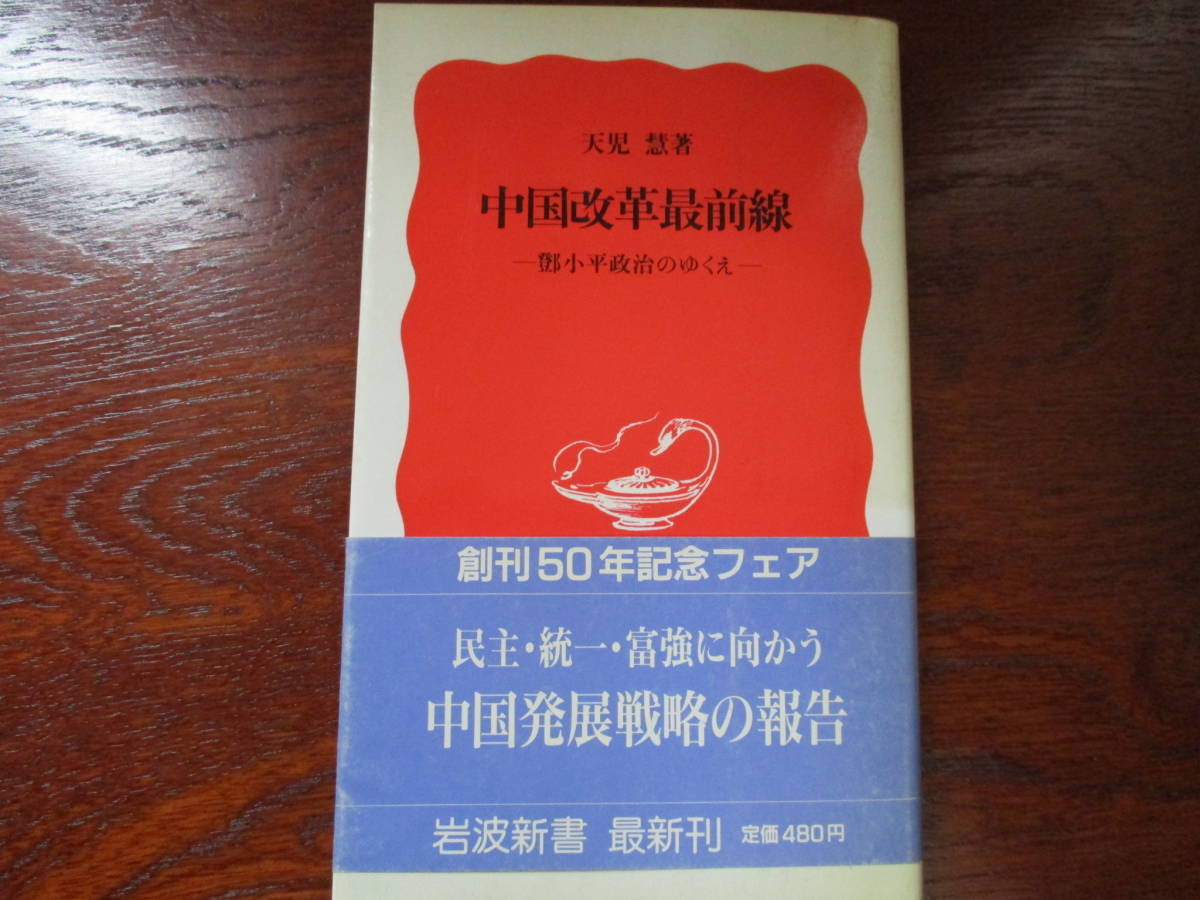 天児 慧著
中国改革最前線
―鄧小平政治のゆくえ―
創刊50年記念フェア
民主・統一・富強に向かう
中国発展戦略の報告
岩波新書 最新刊 定価480円